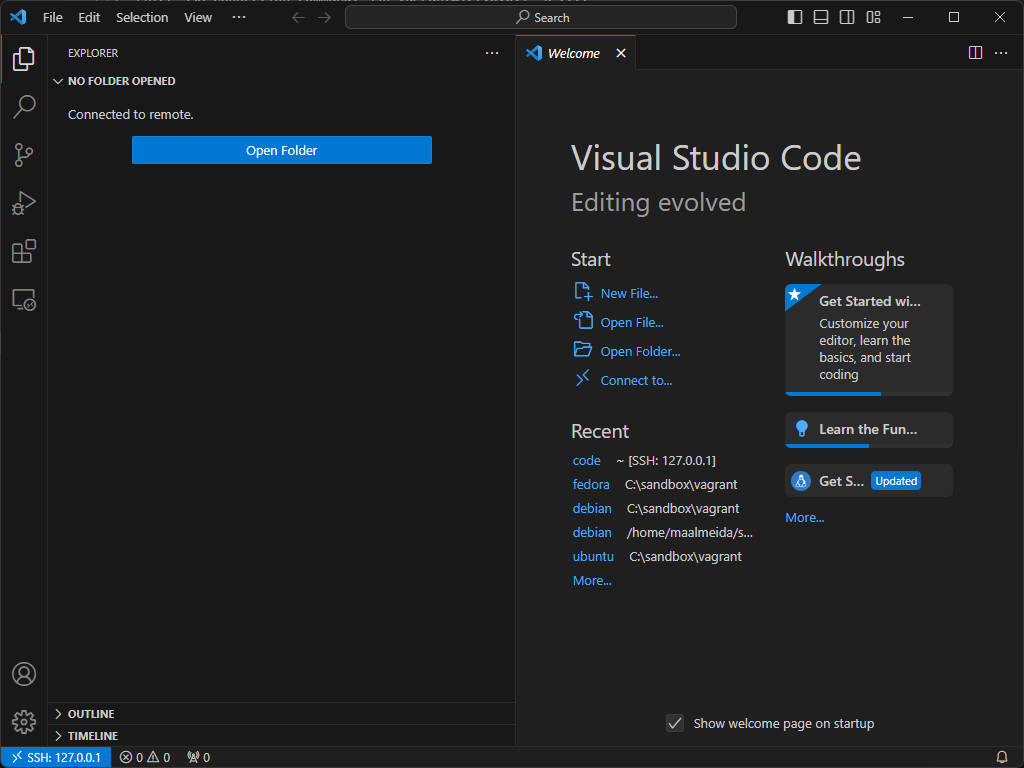 File Edit Selection View ··· Search
EXPLORER
NO FOLDER OPENED
Connected to remote.
Open Folder
OUTLINE
TIMELINE
Welcome
Visual Studio Code
Editing evolved
Start
New File...
Open File...
Open Folder...
Connect to...
Recent
code ~ [SSH: 127.0.0.1]
fedora C:\sandbox\vagrant
debian C:\sandbox\vagrant
debian /home/maalmeida/s...
ubuntu C:\sandbox\vagrant
More...
Walkthroughs
Get Started wi...
Customize your
editor, learn the
basics, and start
coding
Learn the Fun...
Get S... Updated
More...
Show welcome page on startup
SSH: 127.0.0.1 0 0 0